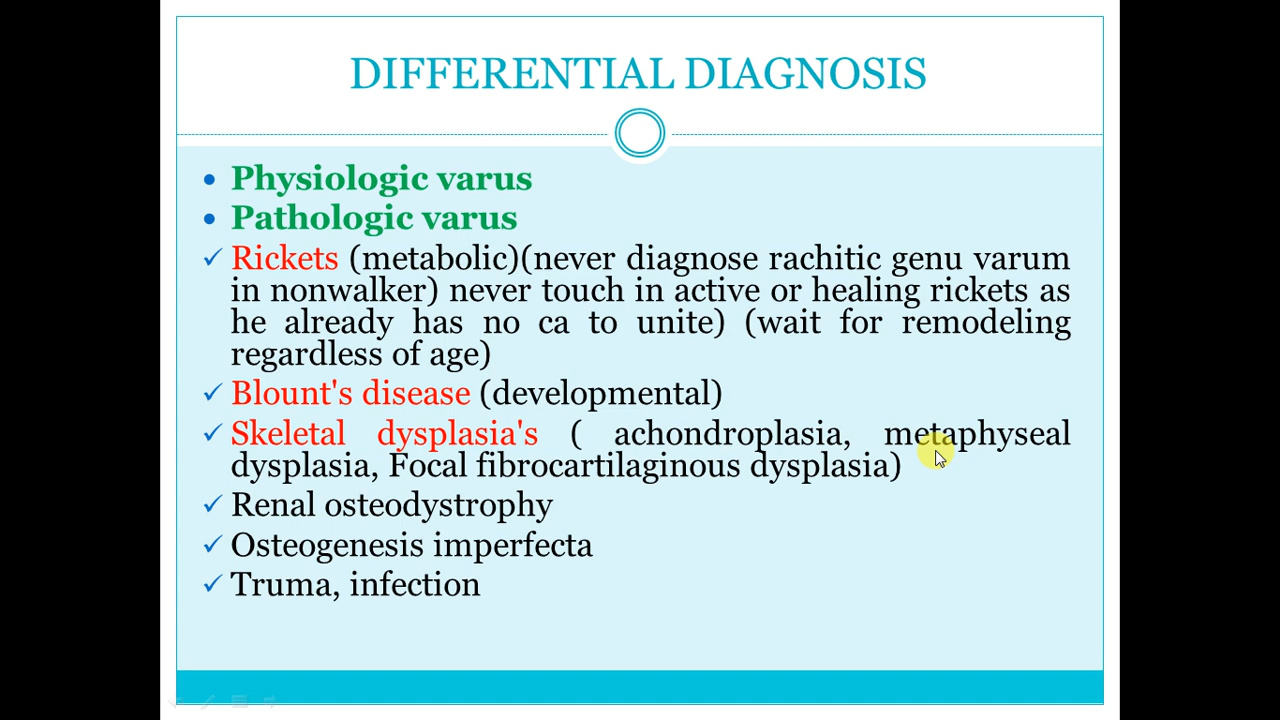 DIFFERENTIAL DIAGNOSIS
• Physiologic varus
• Pathologic varus
✓ Rickets (metabolic)(never diagnose rachitic genu varum
in nonwalker) never touch in active or healing rickets as
he already has no ca to unite) (wait for remodeling
regardless of age)
✓ Blount's disease (developmental)
✓ Skeletal dysplasia's ( achondroplasia, metaphyseal
dysplasia, Focal fibrocartilaginous dysplasia)
✓ Renal osteodystrophy
✓ Osteogenesis imperfecta
✓ Truma, infection